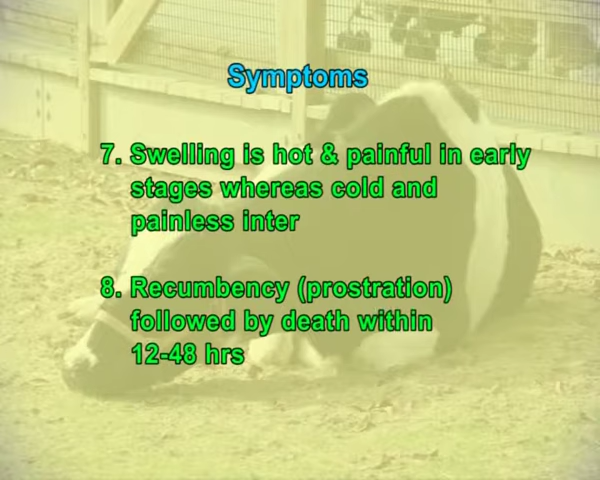 Symptoms
7. Swelling is hot & painful in early
stages whereas cold and
painless inter
8. Recumbency (prostration)
followed by death within
12-48 hrs